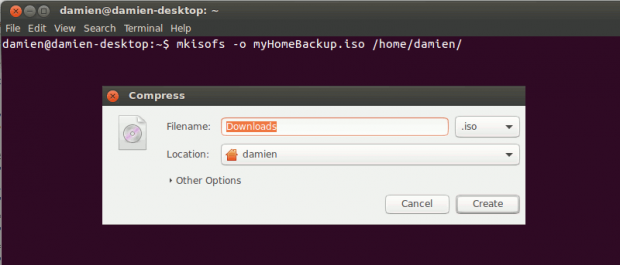 damien@damien-desktop: ~
File Edit View Search Terminal Help
damien@damien-desktop:~$ mkisofs -o myHomeBackup.iso /home/damien/
Compress
Filename: Downloads .iso
Location: damien
Other Options
Cancel Create